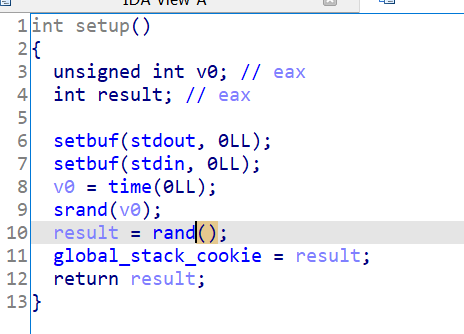 IDA View A
1 int setup()
2 {
3 unsigned int v0; // eax
4 int result; // eax
5
6 setbuf(stdout, 0LL);
7 setbuf(stdin, 0LL);
8 v0 = time(0LL);
9 srand(v0);
10 result = rand();
11 global_stack_cookie = result;
12 return result;
13 }